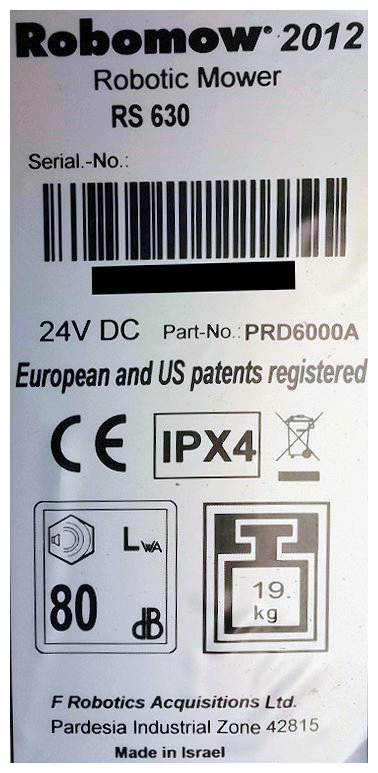 Robomow® 2012
Robotic Mower
RS 630
Serial.-No.:
24V DC Part-No.: PRD6000A
European and US patents registered
CE IPX4
LWA
80 dB
19. kg
F Robotics Acquisitions Ltd.
Pardesia Industrial Zone 42815
Made in Israel